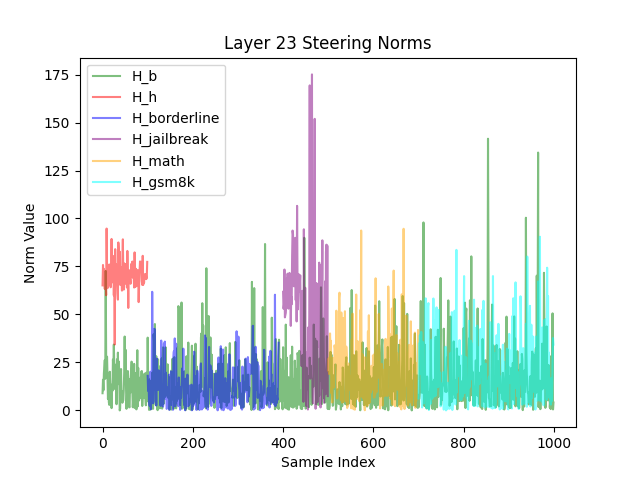 Layer 23 Steering Norms
H_b
H_h
H_borderline
H_jailbreak
H_math
H_gsm8k
Norm Value
175
150
125
100
75
50
25
0
0 200 400 600 800 1000
Sample Index